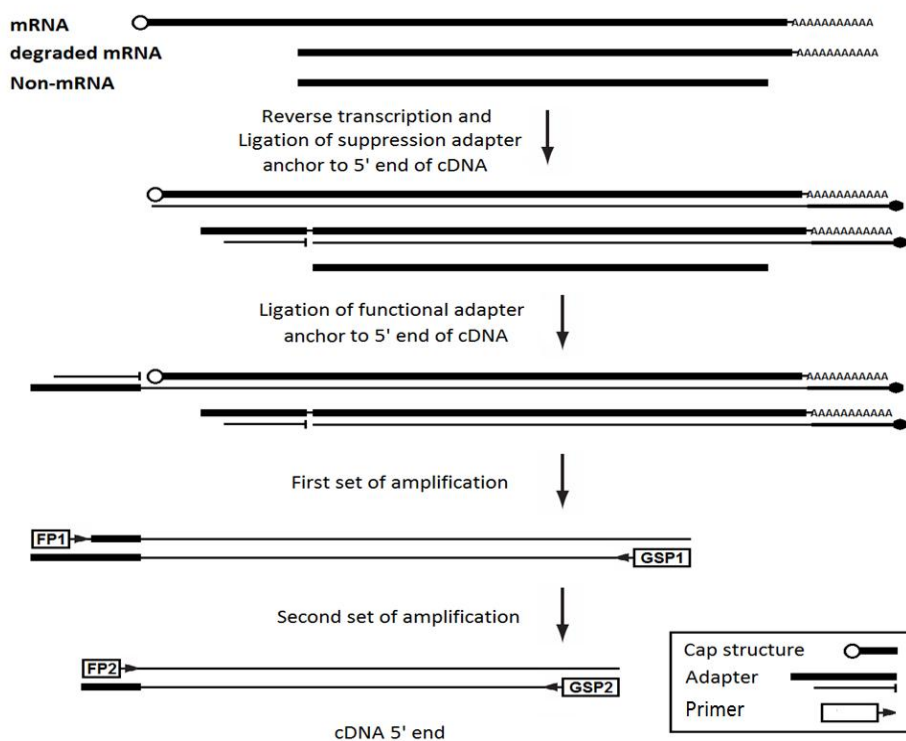 mRNA
AAAAAAAAAAA
degraded mRNA
AAAAAAAAAAA
Non-mRNA
Reverse transcription and
Ligation of suppression adapter
anchor to 5' end of cDNA
AAAAAAAAAAA
AAAAAAAAAAA
Ligation of functional adapter
anchor to 5' end of cDNA
AAAAAAAAAAA
AAAAAAAAAAA
First set of amplification
FP1
GSP1
Second set of amplification
FP2
GSP2
cDNA 5' end
Cap structure
Adapter
Primer